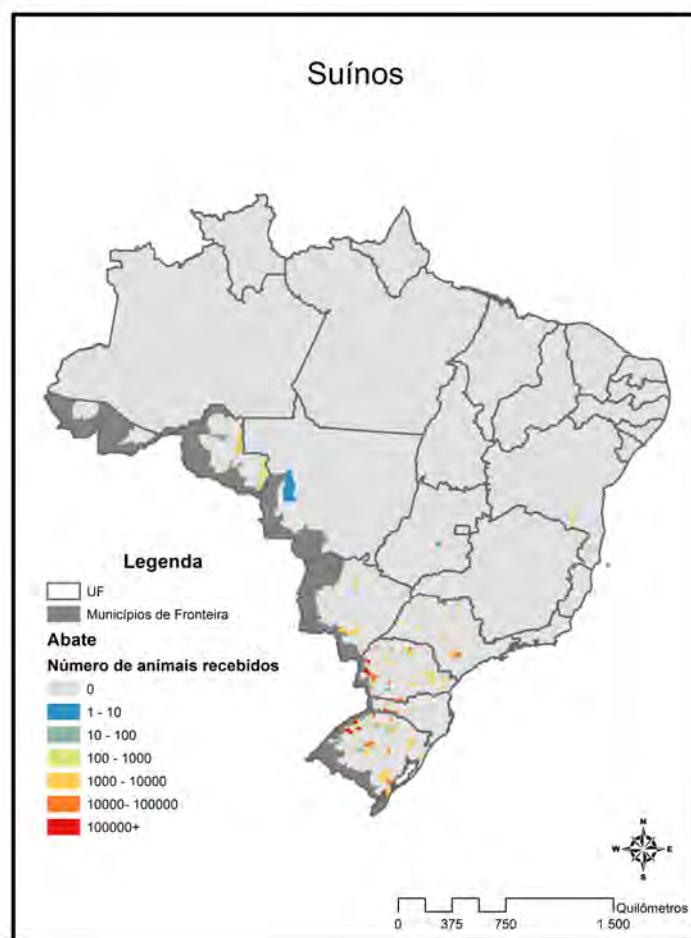 Suínos
Legenda
UF
Municípios de Fronteira
Abate
Número de animais recebidos
0
1 - 10
10 - 100
100 - 1000
1000 - 10000
10000- 100000
100000+
N
W E
S
Quilômetros
0 375 750 1.500